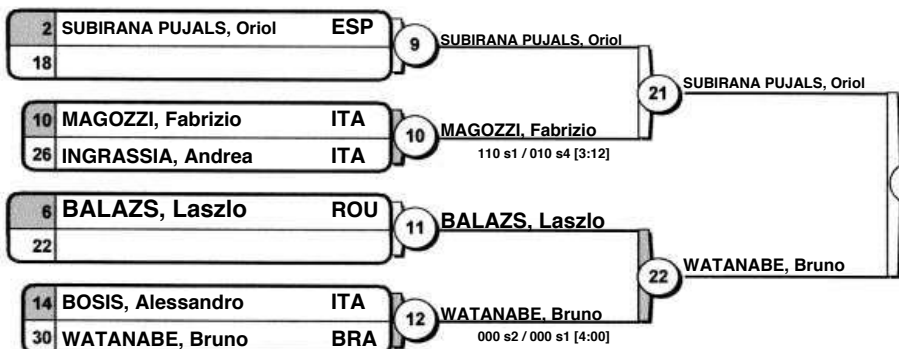 2 SUBIRANA PUJALS, Oriol ESP
18
9
SUBIRANA PUJALS, Oriol
10 MAGOZZI, Fabrizio ITA
26 INGRASSIA, Andrea ITA
10
MAGOZZI, Fabrizio
110 s1 / 010 s4 [3:12]
21
SUBIRANA PUJALS, Oriol
6 BALAZS, Laszlo ROU
22
11
BALAZS, Laszlo
14 BOSIS, Alessandro ITA
30 WATANABE, Bruno BRA
12
WATANABE, Bruno
000 s2 / 000 s1 [4:00]
22
WATANABE, Bruno